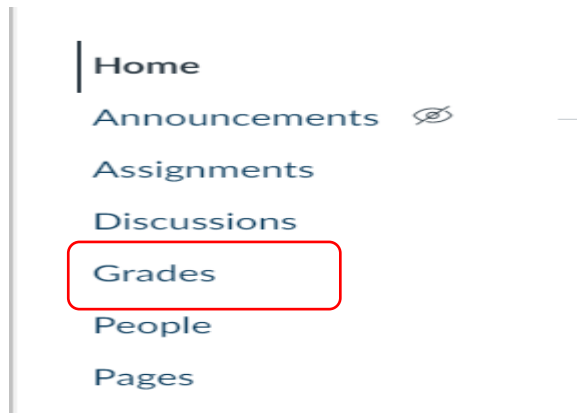 Home
Announcements
Assignments
Discussions
Grades
People
Pages